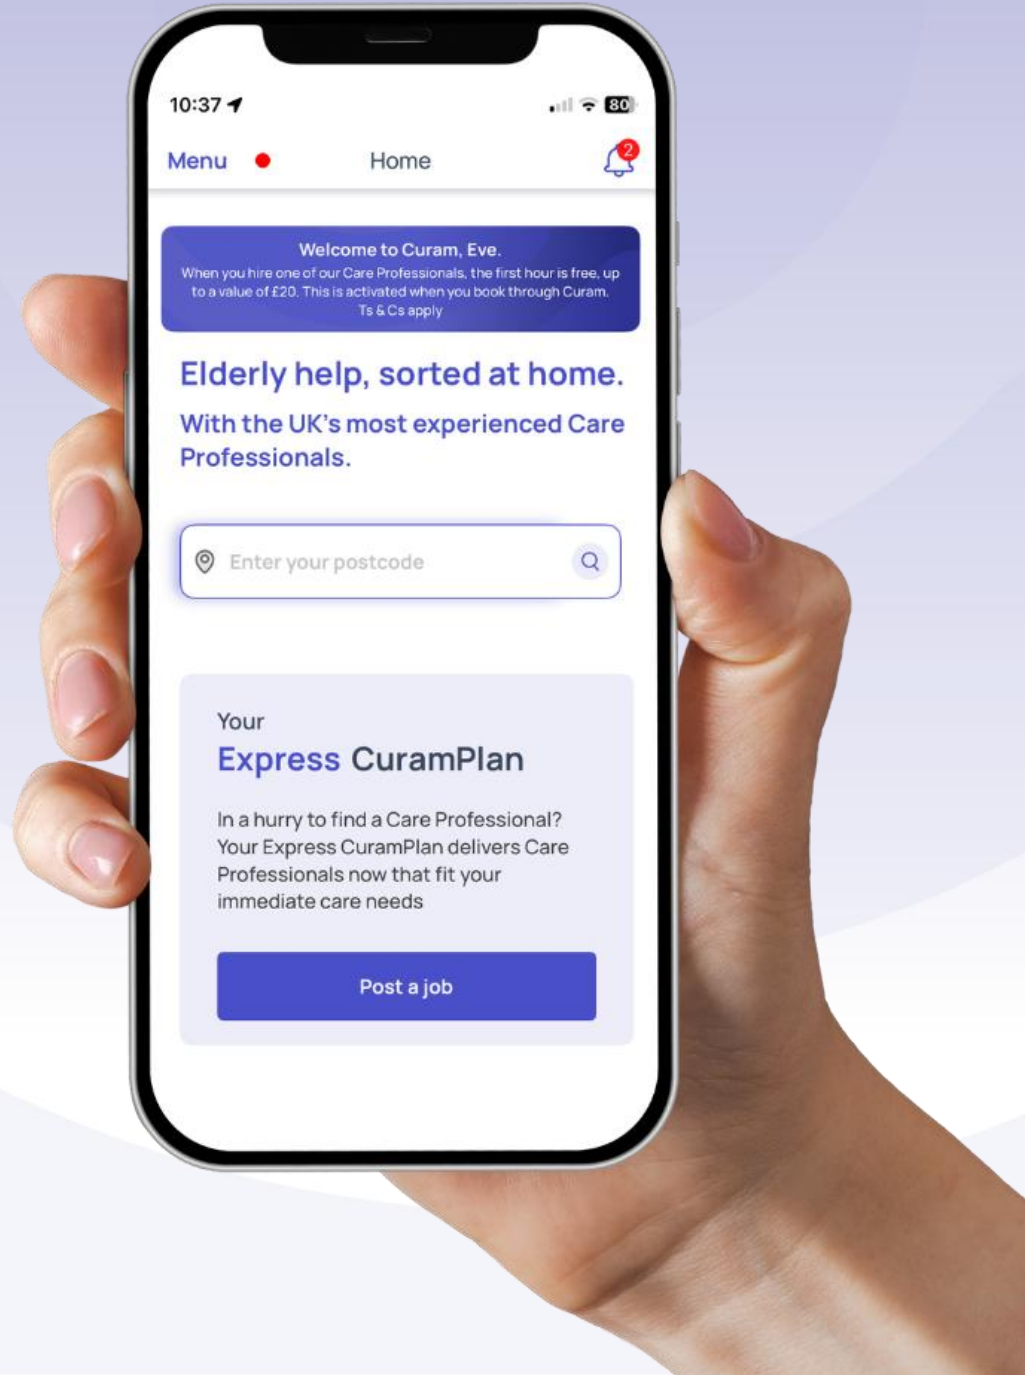 10:37
80
Menu
Home
2
Welcome to Curam, Eve.
When you hire one of our Care Professionals, the first hour is free, up
to a value of £20. This is activated when you book through Curam.
Ts & Cs apply
Elderly help, sorted at home.
With the UK's most experienced Care
Professionals.
Enter your postcode
Your
Express CuramPlan
In a hurry to find a Care Professional?
Your Express CuramPlan delivers Care
Professionals now that fit your
immediate care needs
Post a job